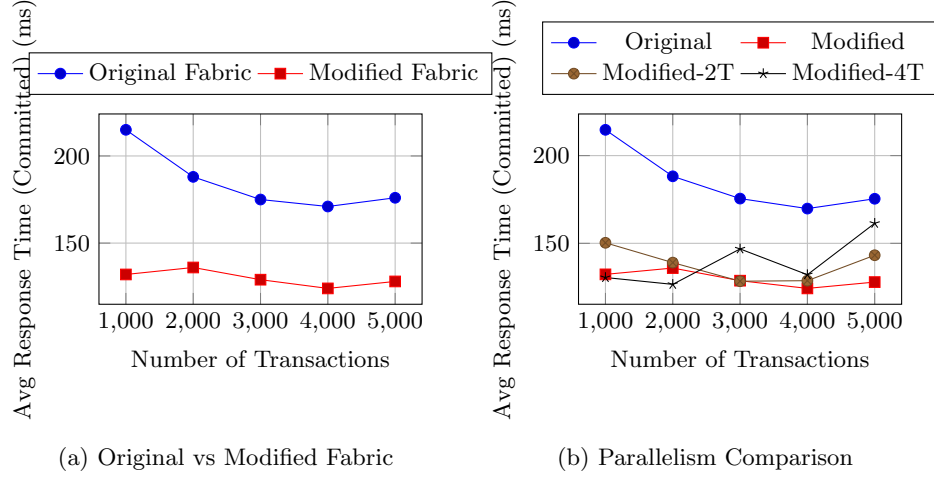 Avg Response Time (Committed) (ms)
Original Fabric Modified Fabric
200
150
1,000 2,000 3,000 4,000 5,000
Number of Transactions
(a) Original vs Modified Fabric
Avg Response Time (Committed) (ms)
Original Modified
Modified-2T Modified-4T
200
150
1,000 2,000 3,000 4,000 5,000
Number of Transactions
(b) Parallelism Comparison